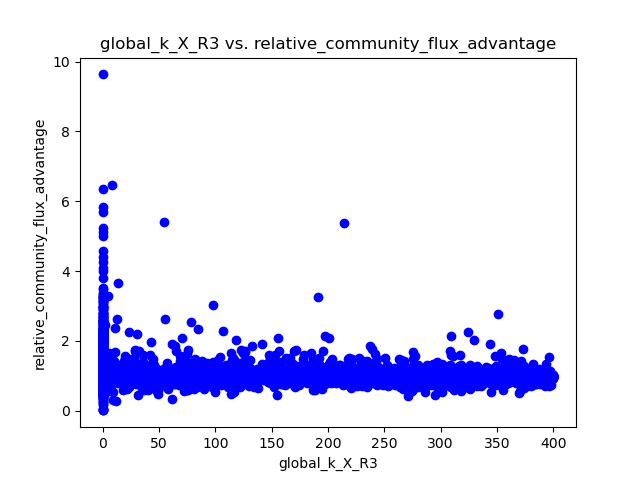 global_k_X_R3 vs. relative_community_flux_advantage
10
8
6
4
2
0
relative_community_flux_advantage
0 50 100 150 200 250 300 350 400
global_k_X_R3